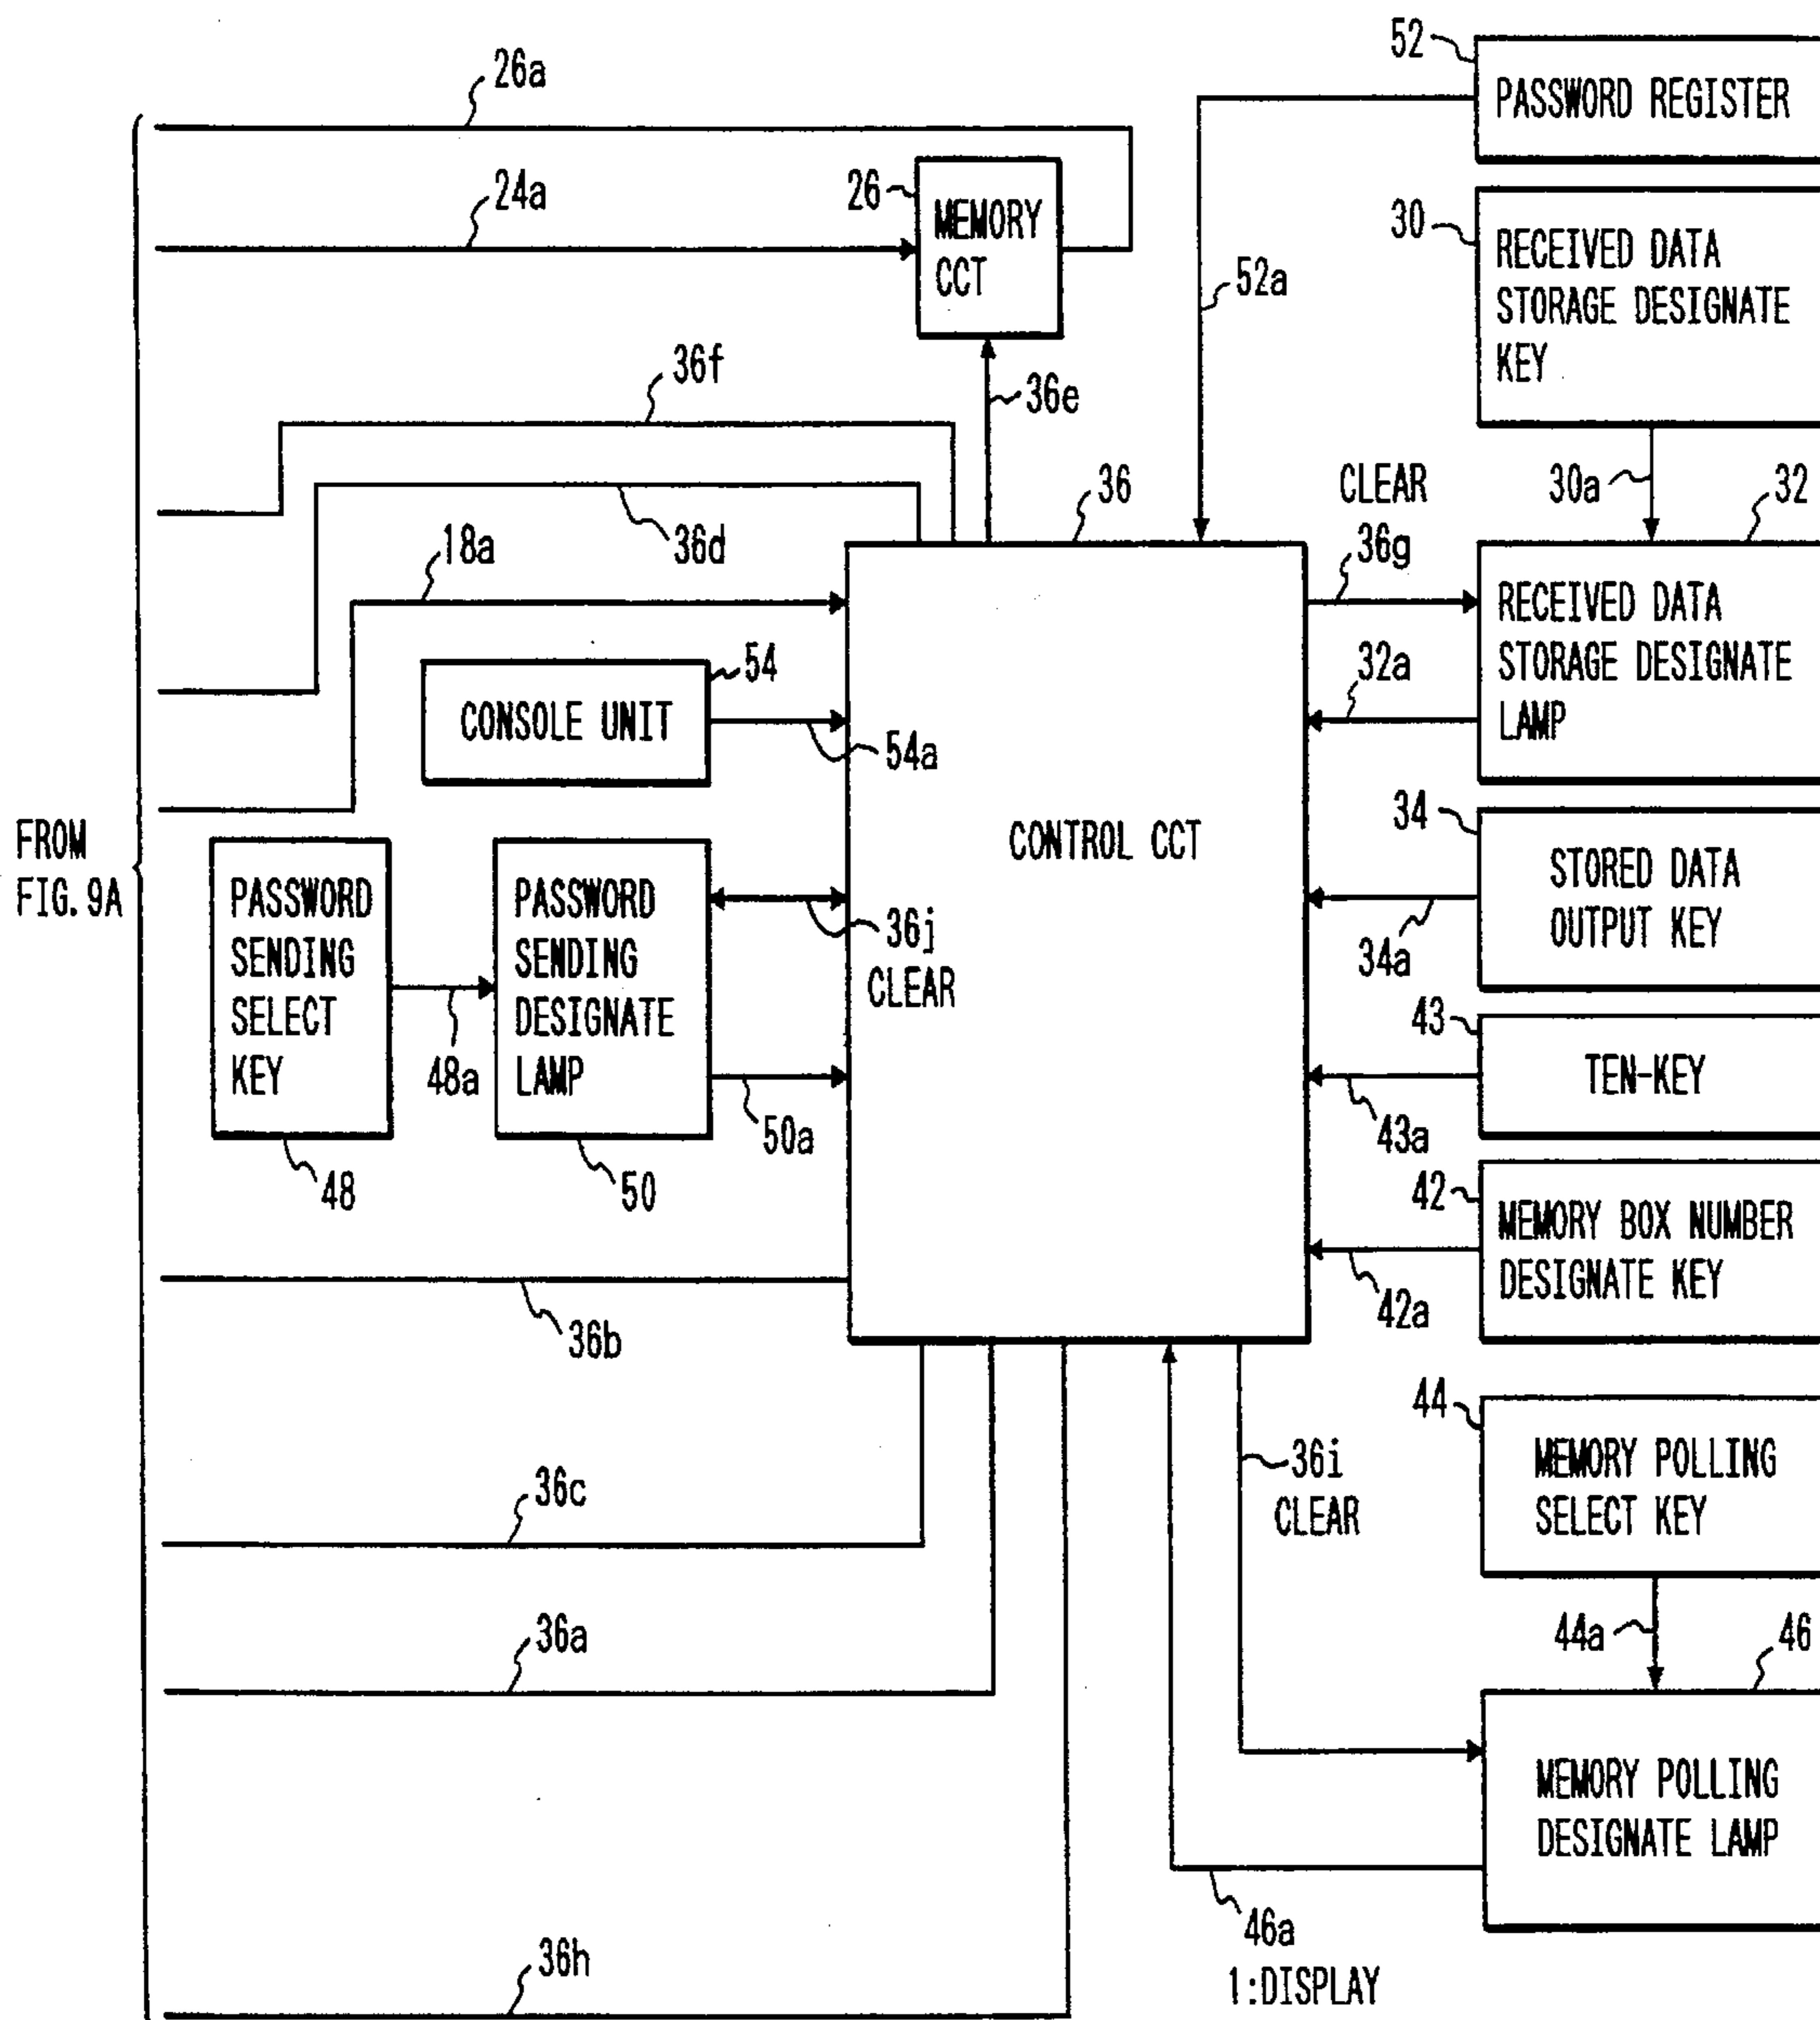 52
PASSWORD REGISTER
26a
24a
26
MEMORY
CCT
30
RECEIVED DATA
STORAGE DESIGNATE
KEY
52a
36f
36e
36d
36
CLEAR
36g
30a
32
18a
RECEIVED DATA
STORAGE DESIGNATE
LAMP
32a
54
CONSOLE UNIT
54a
FROM
FIG. 9A
CONTROL CCT
34
STORED DATA
OUTPUT KEY
34a
PASSWORD
SENDING
SELECT
KEY
48a
PASSWORD
SENDING
DESIGNATE
LAMP
36j
CLEAR
50a
48
50
43
TEN-KEY
43a
42
MEMORY BOX NUMBER
DESIGNATE KEY
42a
36b
44
MEMORY POLLING
SELECT KEY
36i
CLEAR
36c
44a
46
36a
MEMORY POLLING
DESIGNATE LAMP
46a
1:DISPLAY
36h